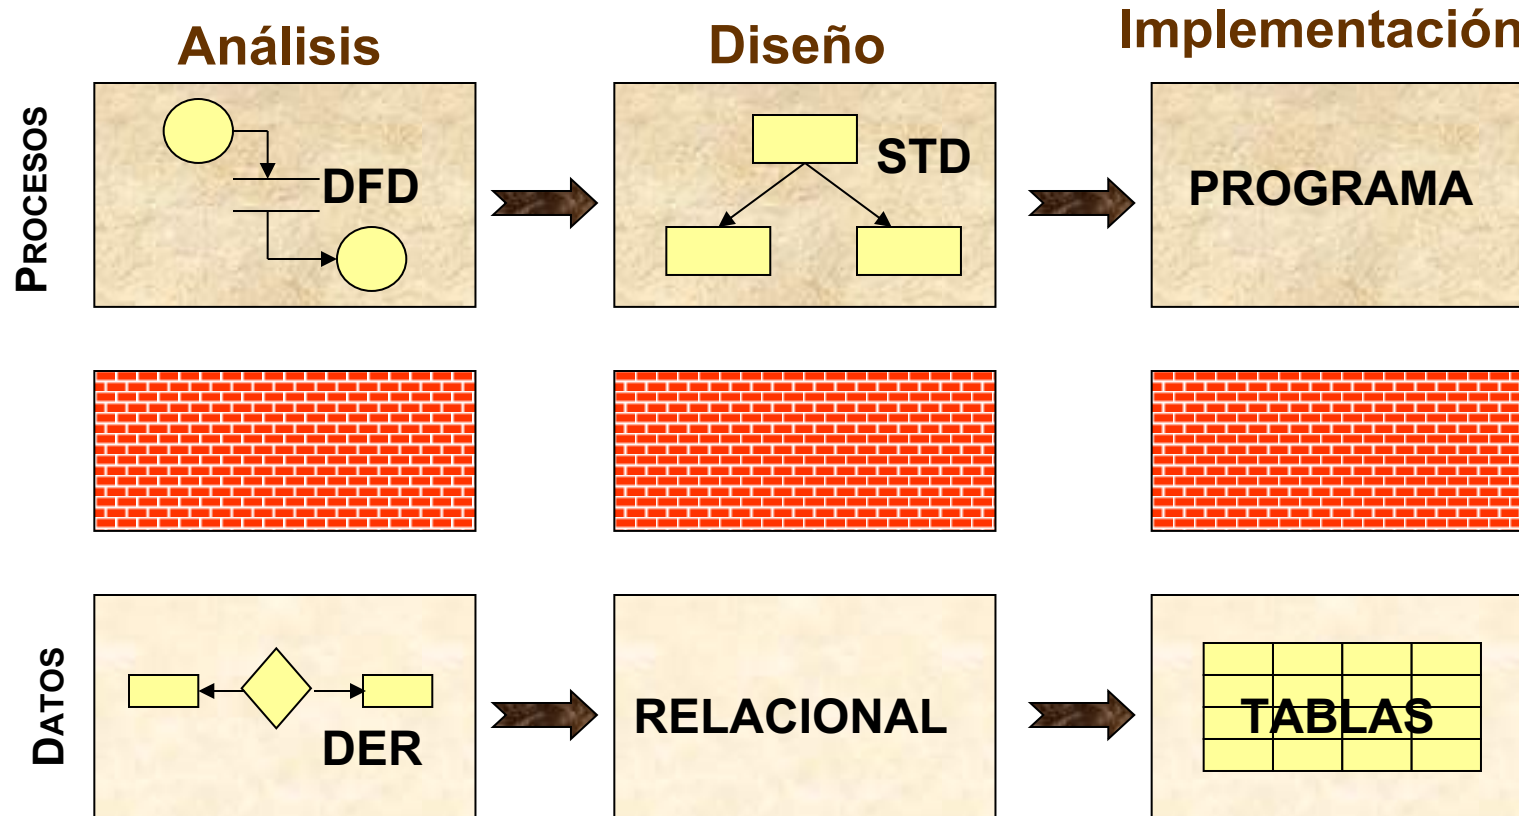 Análisis
Diseño
Implementación
PROCESOS
DFD
STD
PROGRAMA
DATOS
DER
RELACIONAL
TABLAS